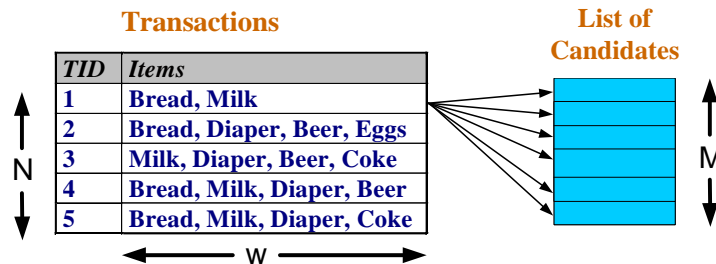 Transactions
List of
Candidates
TID Items
1 Bread, Milk
2 Bread, Diaper, Beer, Eggs
3 Milk, Diaper, Beer, Coke
4 Bread, Milk, Diaper, Beer
5 Bread, Milk, Diaper, Coke
N
M
w